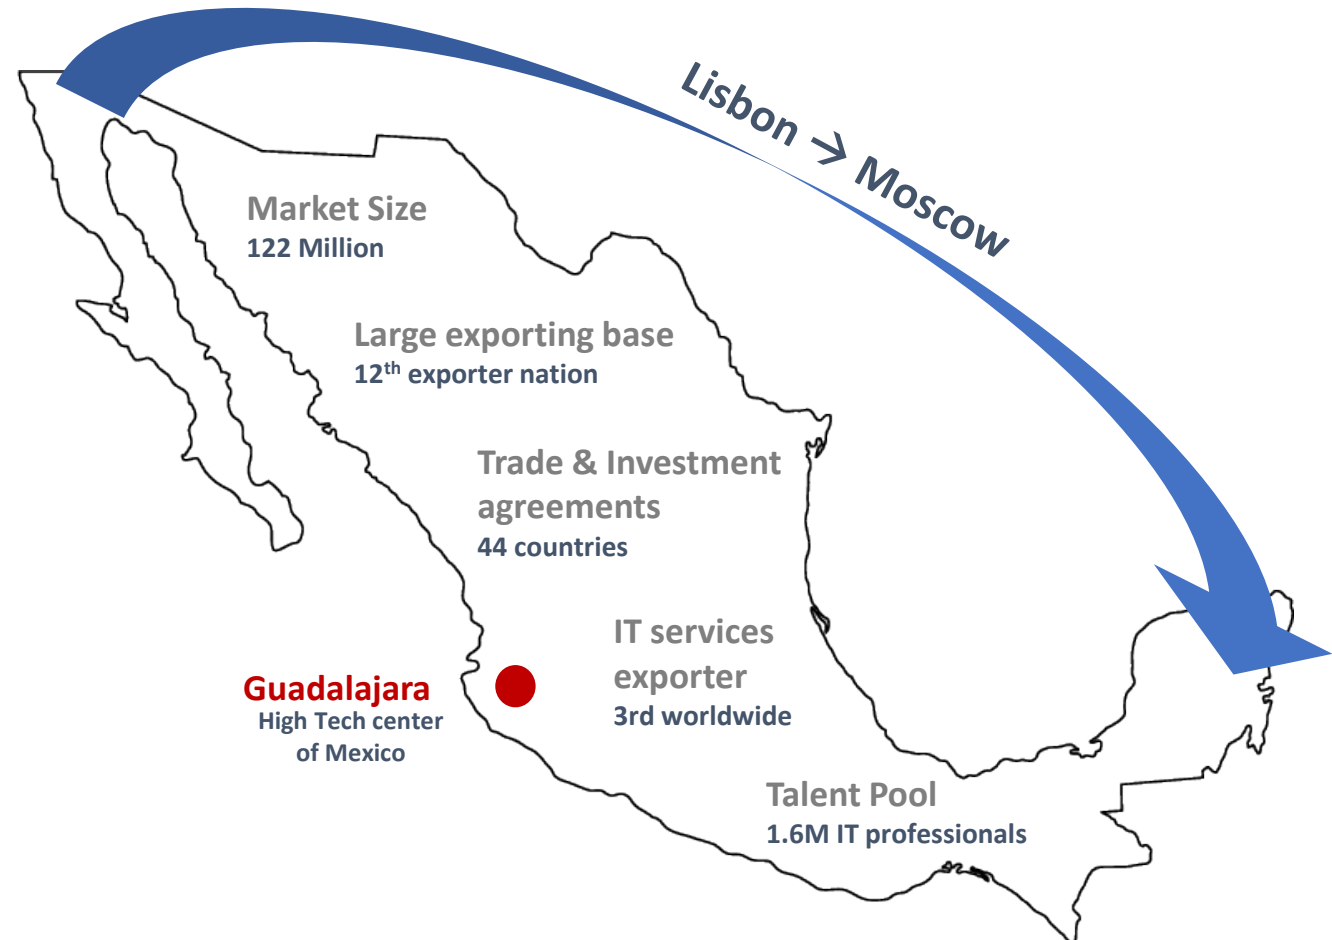 Lisbon → Moscow
Market Size
122 Million
Large exporting base
12th exporter nation
Trade & Investment
agreements
44 countries
IT services
exporter
3rd worldwide
Guadalajara
High Tech center
of Mexico
Talent Pool
1.6M IT professionals